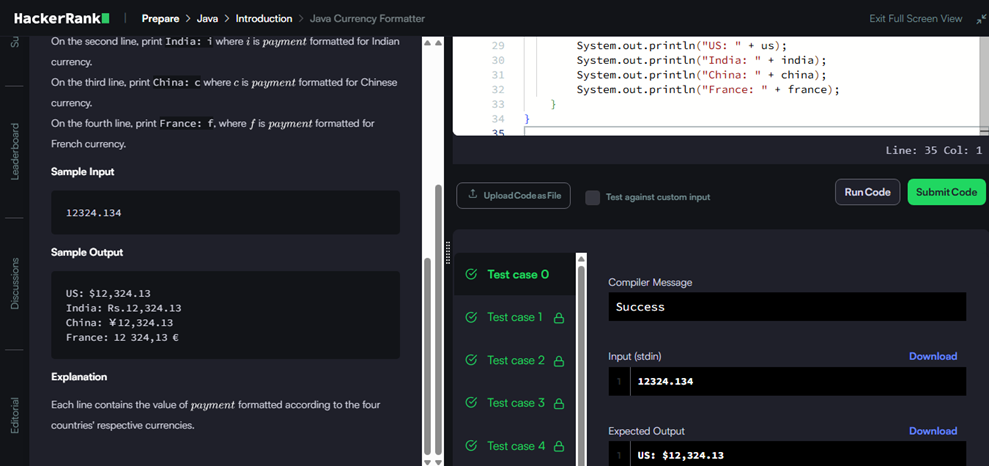 HackerRank
Prepare > Java > Introduction > Java Currency Formatter
Exit Full Screen View
Leaderboard
Discussions
Editorial
On the second line, print India: i where i is payment formatted for Indian
currency.
On the third line, print China: c where c is payment formatted for Chinese
currency.
On the fourth line, print France: f, where f is payment formatted for
French currency.
Sample Input
12324.134
Sample Output
US: $12,324.13
India: Rs.12,324.13
China: ¥12,324.13
France: 12 324,13 €
Explanation
Each line contains the value of payment formatted according to the four
countries' respective currencies.
29 System.out.println("US: " + us);
30 System.out.println("India: " + india);
31 System.out.println("China: " + china);
32 System.out.println("France: " + france);
33 }
34 }
35
Line: 35 Col: 1
Upload Code as File
Test against custom input
Run Code
Submit Code
Test case 0
Test case 1
Test case 2
Test case 3
Test case 4
Compiler Message
Success
Input (stdin)
Download
1 12324.134
Expected Output
Download
1 US: $12,324.13